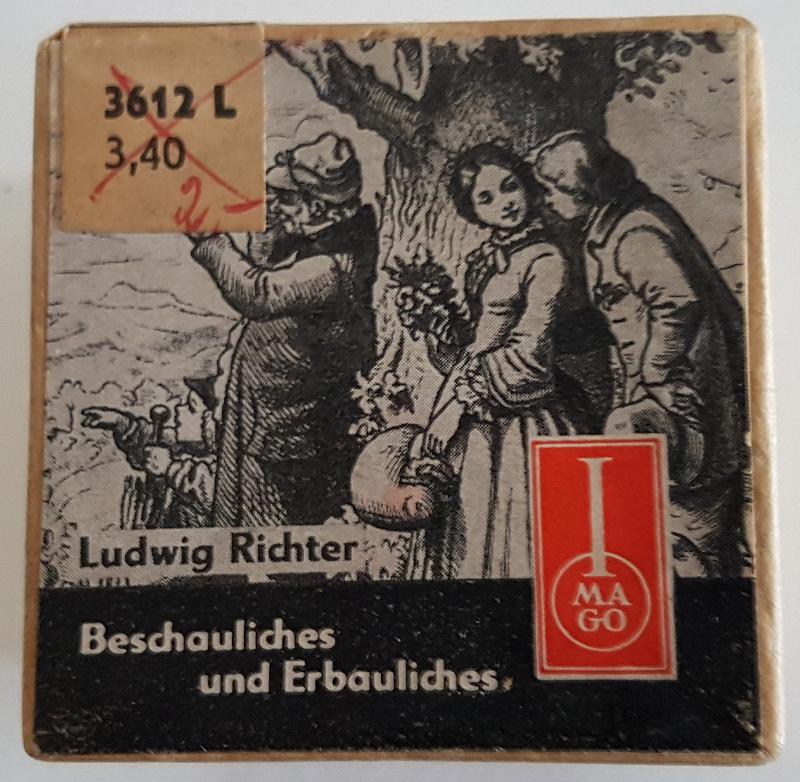 3612 L
3,40
2,-
Ludwig Richter
Beschauliches
und Erbauliches.
I
MA
GO